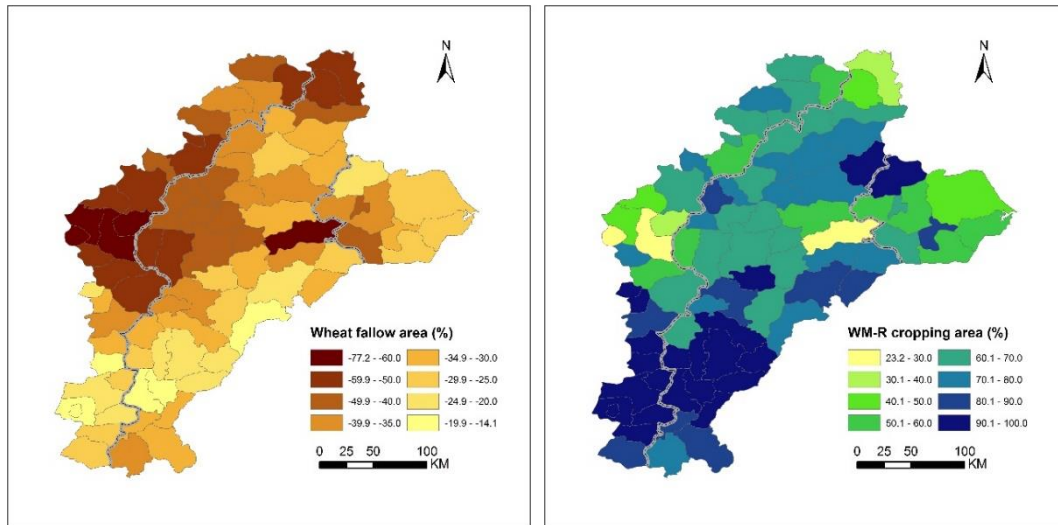 N
Wheat fallow area (%)
-77.2 - -60.0 -34.9 - -30.0
-59.9 - -50.0 -29.9 - -25.0
-49.9 - -40.0 -24.9 - -20.0
-39.9 - -35.0 -19.9 - -14.1
0 25 50 100
KM
N
WM-R cropping area (%)
23.2 - 30.0 60.1 - 70.0
30.1 - 40.0 70.1 - 80.0
40.1 - 50.0 80.1 - 90.0
50.1 - 60.0 90.1 - 100.0
0 25 50 100
KM